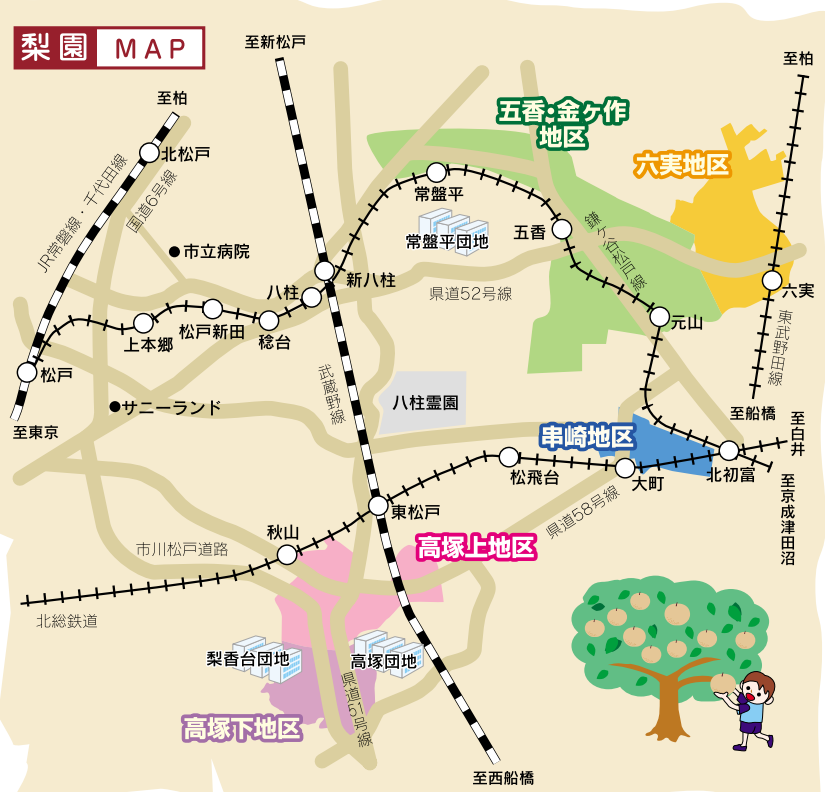 梨園 MAP
至新松戸
至柏
至柏
北松戸
JR常磐線・千代田線
国道6号線
五香・金ケ作
地区
六実地区
常盤平
常盤平団地
五香
鎌ケ谷・松戸線
市立病院
新八柱
八柱
県道52号線
六実
上本郷
松戸新田
稔台
元山
東武野田線
松戸
サニーランド
武蔵野線
八柱霊園
至船橋
至白井
至東京
串崎地区
北初富
松飛台
大町
至京成津田沼
県道58号線
東松戸
秋山
市川松戸道路
高塚上地区
北総鉄道
梨香台団地
高塚団地
県道51号線
高塚下地区
至西船橋